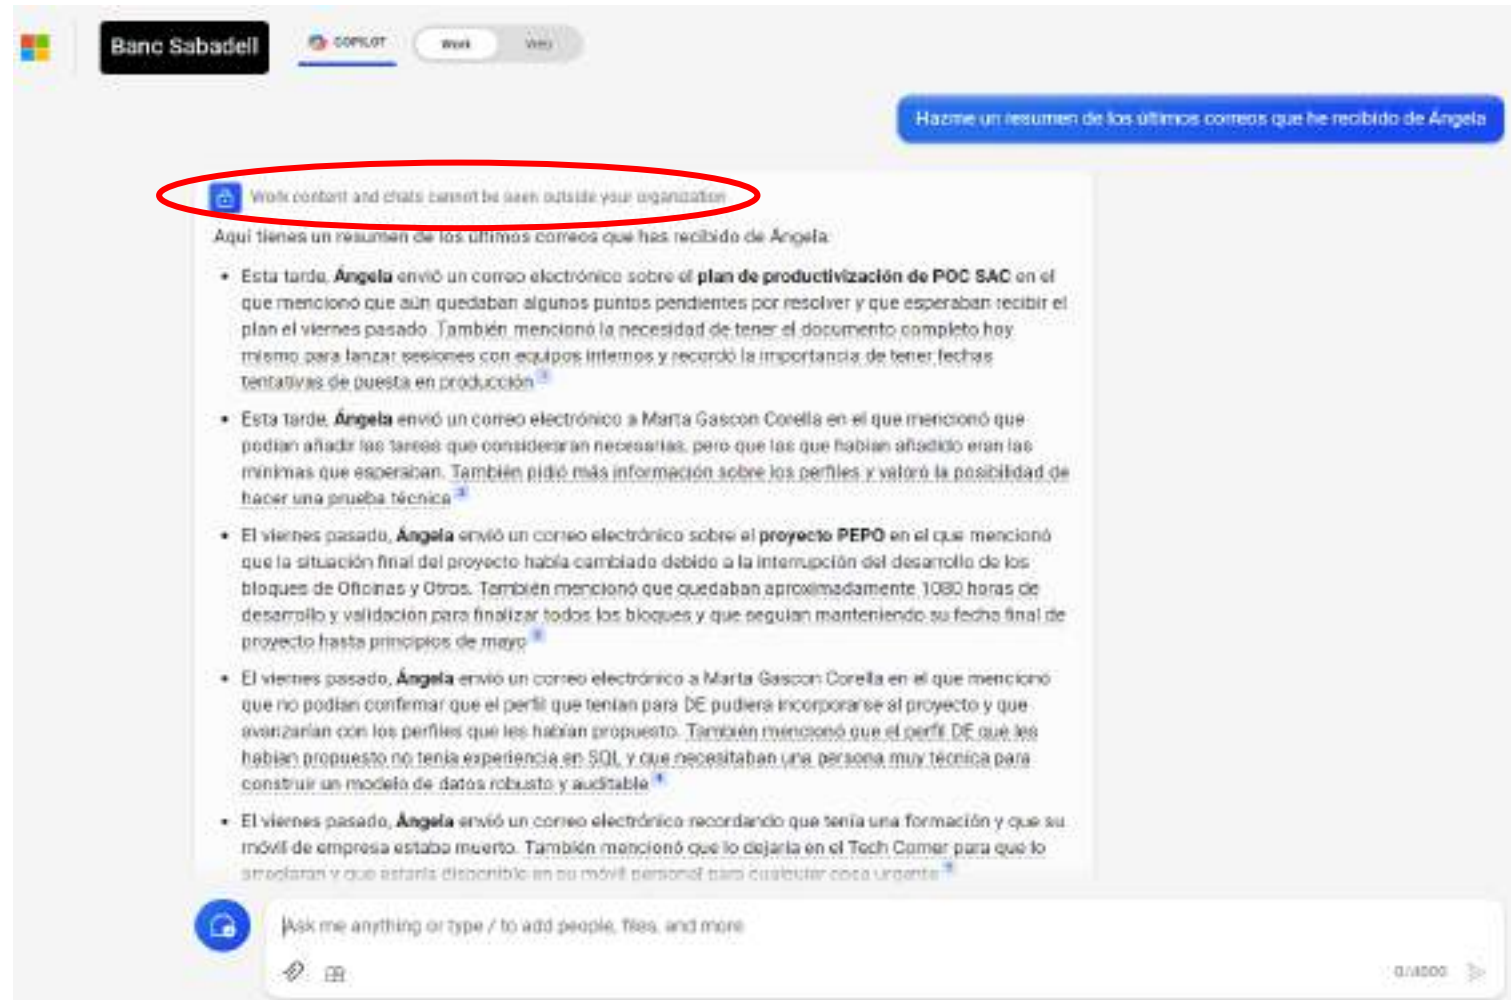 Banc Sabadell
COPILOT
Work
Web
Hazme un resumen de los últimos correos que he recibido de Ángela
Work content and chats cannot be seen outside your organization
Aquí tienes un resumen de los últimos correos que has recibido de Ángela:
• Esta tarde, Ángela envió un correo electrónico sobre el plan de productivización de POC SAC en el
que mencionó que aún quedaban algunos puntos pendientes por resolver y que esperaban recibir el
plan el viernes pasado. También mencionó la necesidad de tener el documento completo hoy
mismo para lanzar sesiones con equipos internos y recordó la importancia de tener fechas
tentativas de puesta en producción 1
• Esta tarde, Ángela envió un correo electrónico a Marta Gascon Corella en el que mencionó que
podían añadir las tareas que consideraran necesarias, pero que las que habían añadido eran las
mínimas que esperaban. También pidió más información sobre los perfiles y valoró la posibilidad de
hacer una prueba técnica 2
• El viernes pasado, Ángela envió un correo electrónico sobre el proyecto PEPO en el que mencionó
que la situación final del proyecto había cambiado debido a la interrupción del desarrollo de los
bloques de Oficinas y Otros. También mencionó que quedaban aproximadamente 1080 horas de
desarrollo y validación para finalizar todos los bloques y que seguían manteniendo su fecha final de
proyecto hasta principios de mayo 3
• El viernes pasado, Ángela envió un correo electrónico a Marta Gascon Corella en el que mencionó
que no podían confirmar que el perfil que tenían para DE pudiera incorporarse al proyecto y que
avanzarían con los perfiles que les habían propuesto. También mencionó que el perfil DE que les
habían propuesto no tenía experiencia en SQL y que necesitaban una persona muy técnica para
construir un modelo de datos robusto y auditable 4
• El viernes pasado, Ángela envió un correo electrónico recordando que tenía una formación y que su
móvil de empresa estaba muerto. También mencionó que lo dejaría en el Tech Corner para que lo
arreglaran y que estaría disponible en su móvil personal para cualquier cosa urgente 5
Ask me anything or type / to add people, files, and more
0/4000